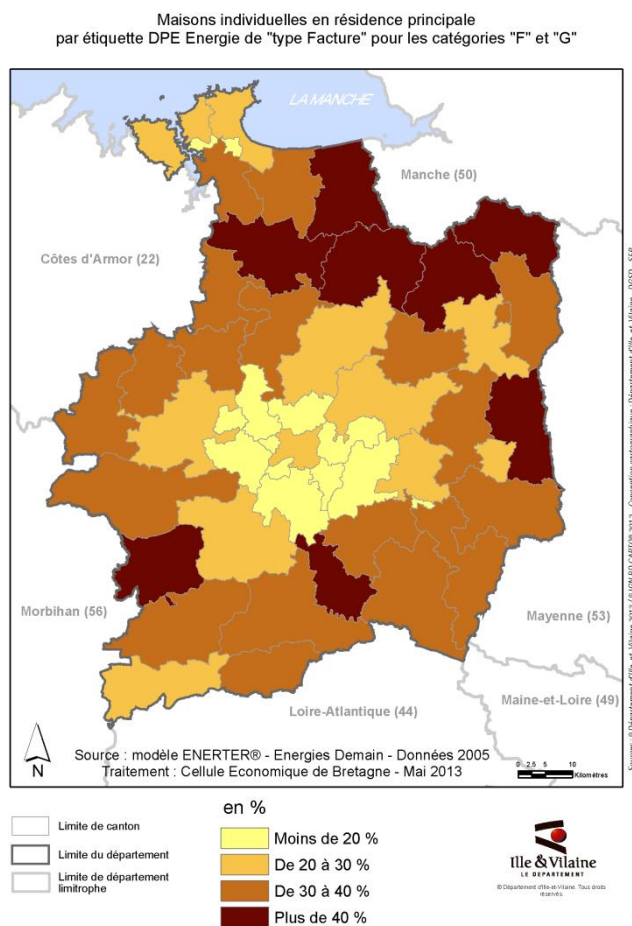 Maisons individuelles en résidence principale
par étiquette DPE Energie de "type Facture" pour les catégories "F" et "G"
LA MANCHE
Manche (50)
Côtes d'Armor (22)
Morbihan (56)
Mayenne (53)
Maine-et-Loire (49)
Loire-Atlantique (44)
N
Source : modèle ENERTER® - Energies Demain - Données 2005
Traitement : Cellule Economique de Bretagne - Mai 2013
0 2,5 5 10
Kilomètres
Limite de canton
Limite du département
Limite de département
limitrophe
en %
Moins de 20 %
De 20 à 30 %
De 30 à 40 %
Plus de 40 %
Ille & Vilaine
LE DEPARTEMENT
© Département d'Ille-et-Vilaine. Tous droits
réservés.